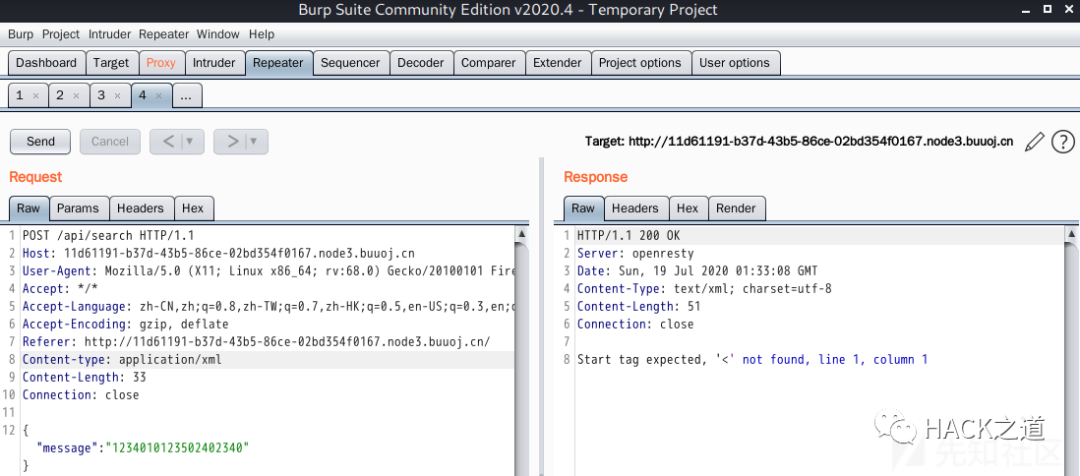 Burp Suite Community Edition v2020.4 - Temporary Project
Burp Project Intruder Repeater Window Help
Dashboard Target Proxy Intruder Repeater Sequencer Decoder Comparer Extender Project options User options
1 × 2 × 3 × 4 × ...
Send Cancel < ▼ > ▼ Target: http://11d61191-b37d-43b5-86ce-02bd354f0167.node3.buuoj.cn ?
Request
Raw Params Headers Hex
1 POST /api/search HTTP/1.1
2 Host: 11d61191-b37d-43b5-86ce-02bd354f0167.node3.buuoj.cn
3 User-Agent: Mozilla/5.0 (X11; Linux x86_64; rv:68.0) Gecko/20100101 Fire
4 Accept: */*
5 Accept-Language: zh-CN,zh;q=0.8,zh-TW;q=0.7,zh-HK;q=0.5,en-US;q=0.3,en;
6 Accept-Encoding: gzip, deflate
7 Referer: http://11d61191-b37d-43b5-86ce-02bd354f0167.node3.buuoj.cn/
8 Content-type: application/xml
9 Content-Length: 33
10 Connection: close
11
12 {
"message":"1234010123502402340"
}
Response
Raw Headers Hex Render
1 HTTP/1.1 200 OK
2 Server: openresty
3 Date: Sun, 19 Jul 2020 01:33:08 GMT
4 Content-Type: text/xml; charset=utf-8
5 Content-Length: 51
6 Connection: close
7
8 Start tag expected, '<' not found, line 1, column 1
HACK之道
先知社区